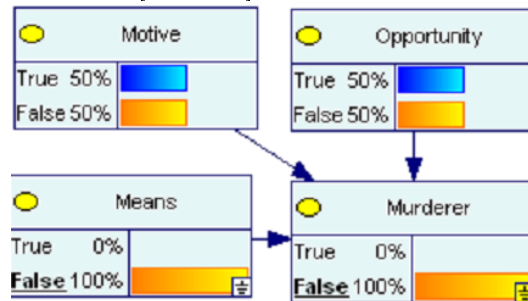 Motive
True 50%
False 50%
Opportunity
True 50%
False 50%
Means
True 0%
False 100%
Murderer
True 0%
False 100%